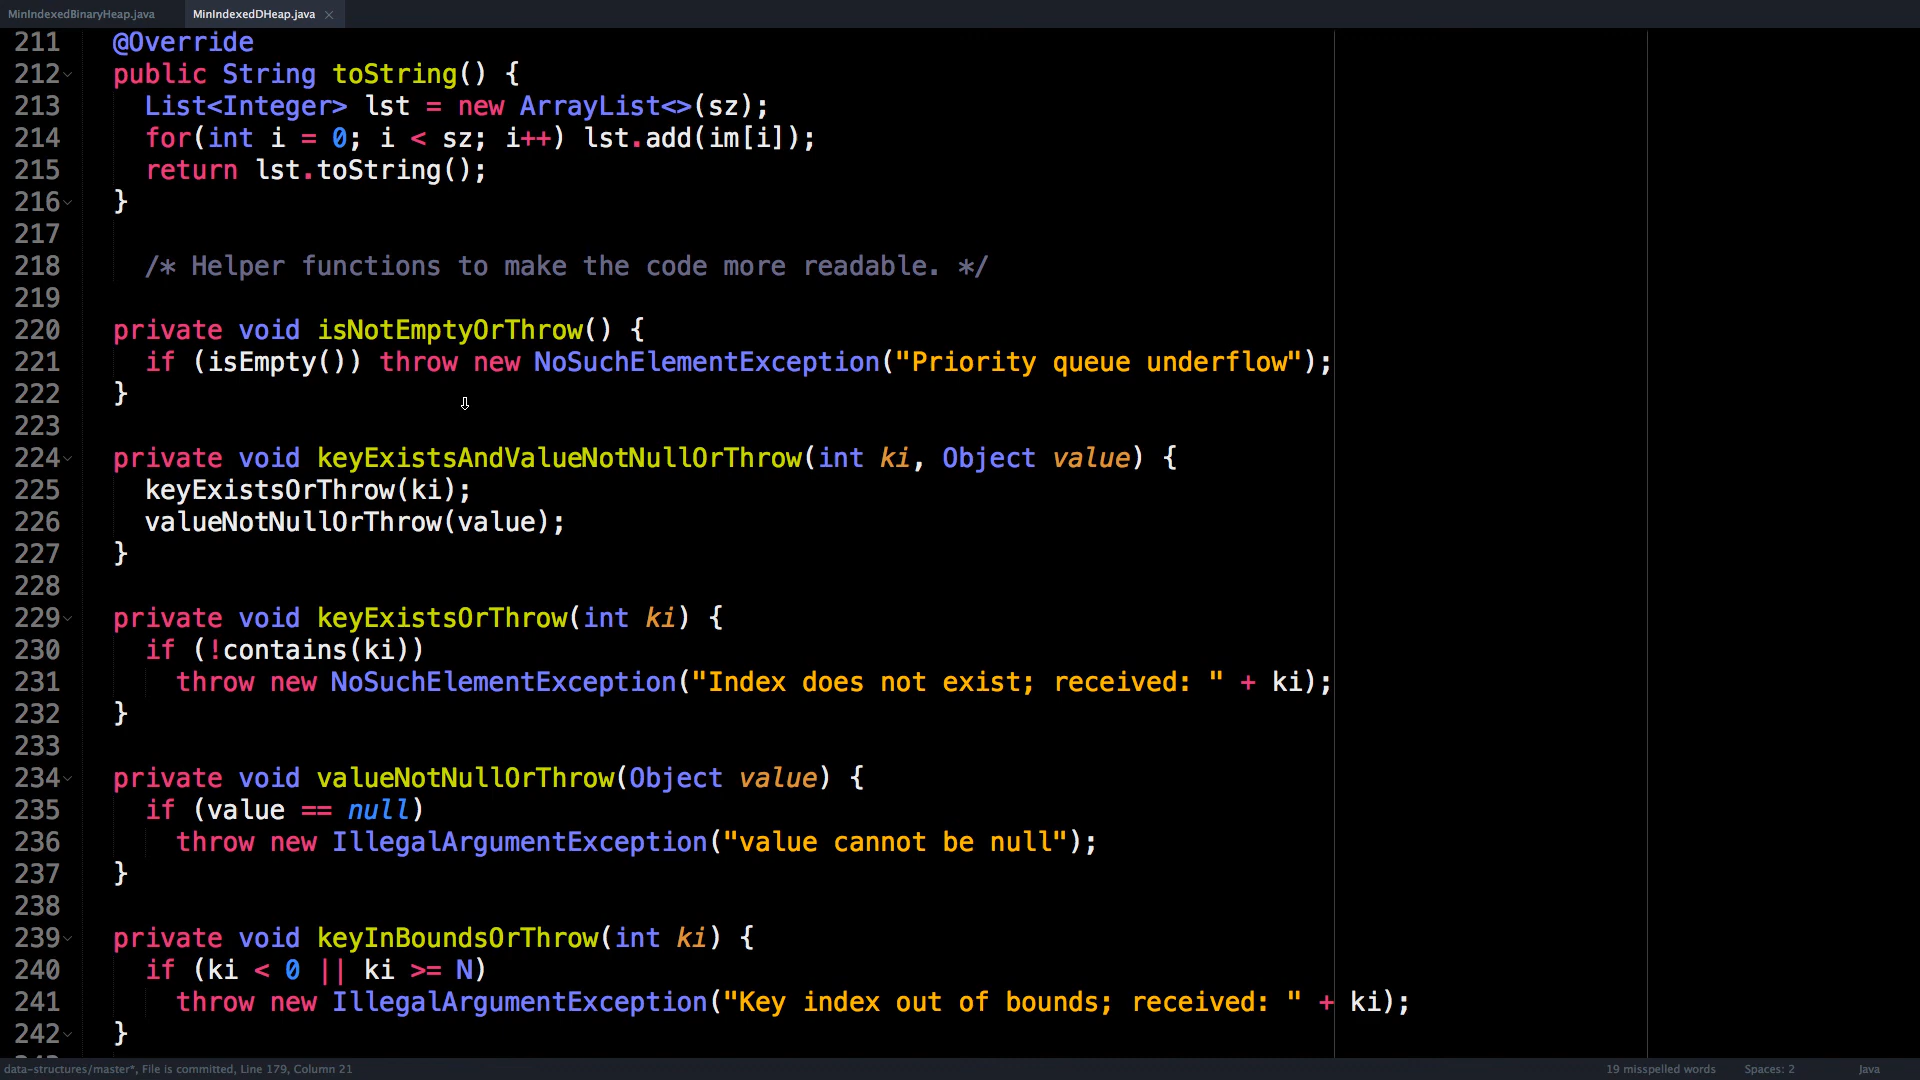 MinIndexedBinaryHeap.java MinIndexedDHeap.java ×
211 @Override
212 public String toString() {
213 List<Integer> lst = new ArrayList<>(sz);
214 for(int i = 0; i < sz; i++) lst.add(im[i]);
215 return lst.toString();
216 }
217
218 /* Helper functions to make the code more readable. */
219
220 private void isNotEmptyOrThrow() {
221 if (isEmpty()) throw new NoSuchElementException("Priority queue underflow");
222 }
223
224 private void keyExistsAndValueNotNullOrThrow(int ki, Object value) {
225 keyExistsOrThrow(ki);
226 valueNotNullOrThrow(value);
227 }
228
229 private void keyExistsOrThrow(int ki) {
230 if (!contains(ki))
231 throw new NoSuchElementException("Index does not exist; received: " + ki);
232 }
233
234 private void valueNotNullOrThrow(Object value) {
235 if (value == null)
236 throw new IllegalArgumentException("value cannot be null");
237 }
238
239 private void keyInBoundsOrThrow(int ki) {
240 if (ki < 0 || ki >= N)
241 throw new IllegalArgumentException("Key index out of bounds; received: " + ki);
242 }
data-structures/master*, File is committed, Line 179, Column 21 19 misspelled words Spaces: 2 Java